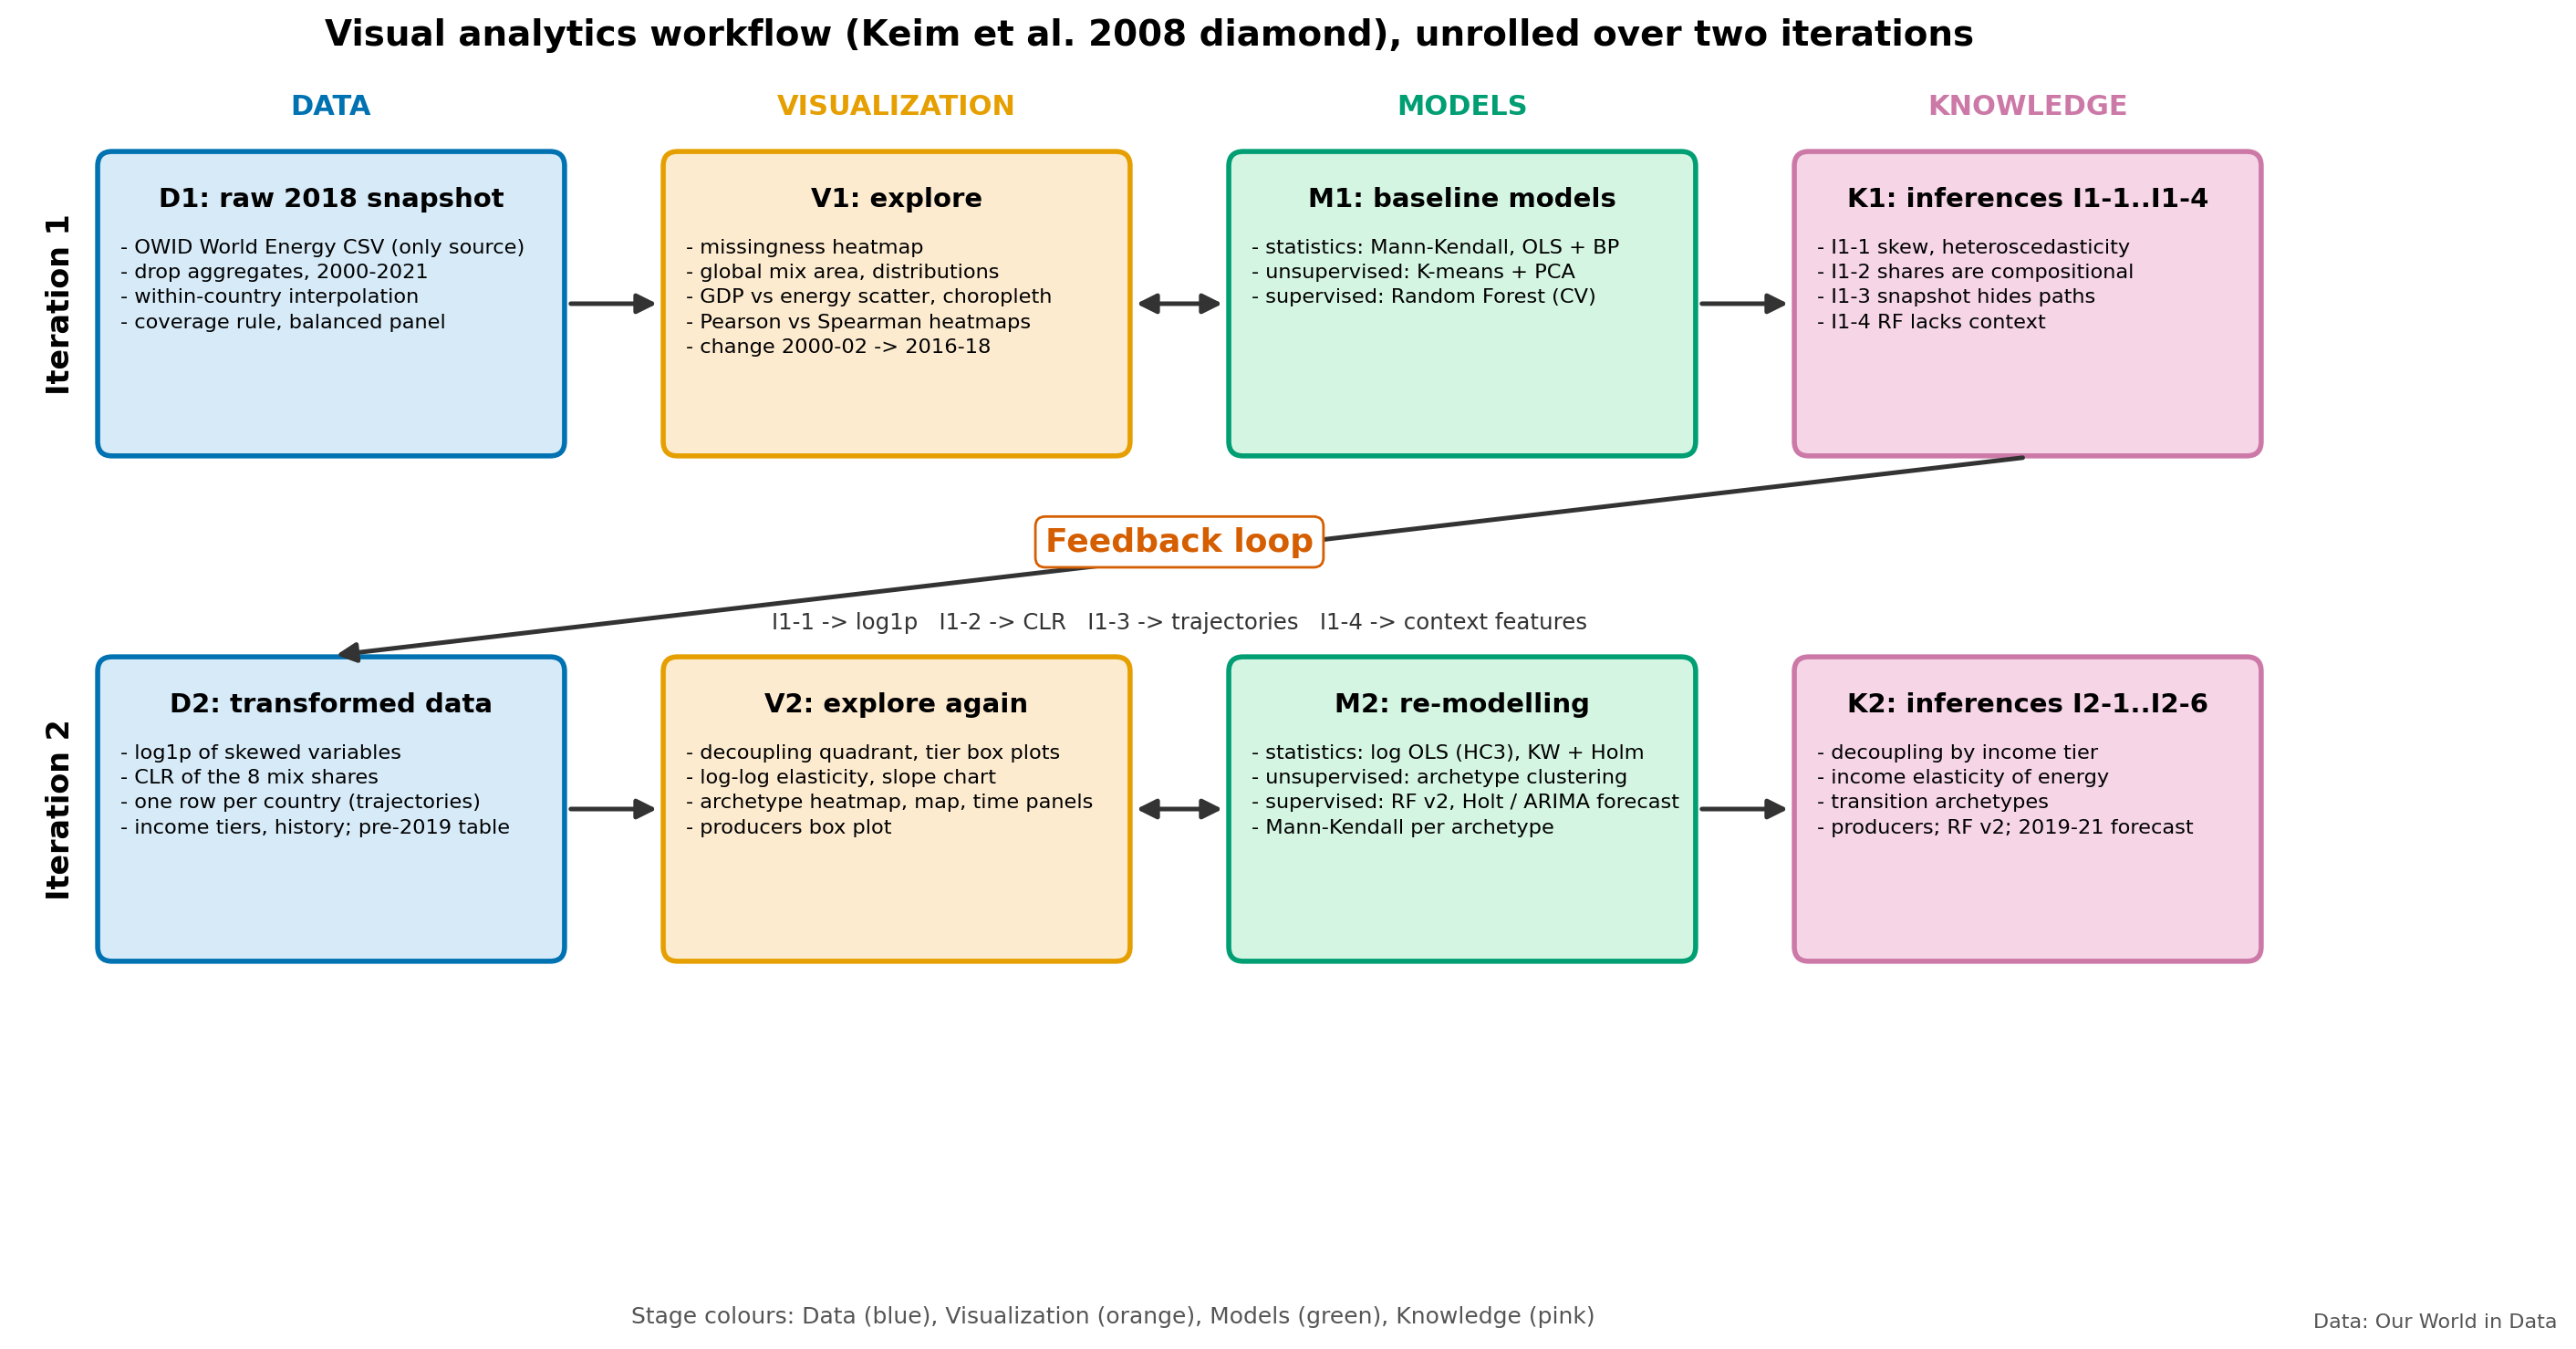 Visual analytics workflow (Keim et al. 2008 diamond), unrolled over two iterations
DATA
VISUALIZATION
MODELS
KNOWLEDGE
Iteration 1
D1: raw 2018 snapshot
- OWID World Energy CSV (only source)
- drop aggregates, 2000-2021
- within-country interpolation
- coverage rule, balanced panel
V1: explore
- missingness heatmap
- global mix area, distributions
- GDP vs energy scatter, choropleth
- Pearson vs Spearman heatmaps
- change 2000-02 -> 2016-18
M1: baseline models
- statistics: Mann-Kendall, OLS + BP
- unsupervised: K-means + PCA
- supervised: Random Forest (CV)
K1: inferences I1-1..I1-4
- I1-1 skew, heteroscedasticity
- I1-2 shares are compositional
- I1-3 snapshot hides paths
- I1-4 RF lacks context
Feedback loop
I1-1 -> log1p   I1-2 -> CLR   I1-3 -> trajectories   I1-4 -> context features
Iteration 2
D2: transformed data
- log1p of skewed variables
- CLR of the 8 mix shares
- one row per country (trajectories)
- income tiers, history; pre-2019 table
V2: explore again
- decoupling quadrant, tier box plots
- log-log elasticity, slope chart
- archetype heatmap, map, time panels
- producers box plot
M2: re-modelling
- statistics: log OLS (HC3), KW + Holm
- unsupervised: archetype clustering
- supervised: RF v2, Holt / ARIMA forecast
- Mann-Kendall per archetype
K2: inferences I2-1..I2-6
- decoupling by income tier
- income elasticity of energy
- transition archetypes
- producers; RF v2; 2019-21 forecast
Stage colours: Data (blue), Visualization (orange), Models (green), Knowledge (pink)
Data: Our World in Data